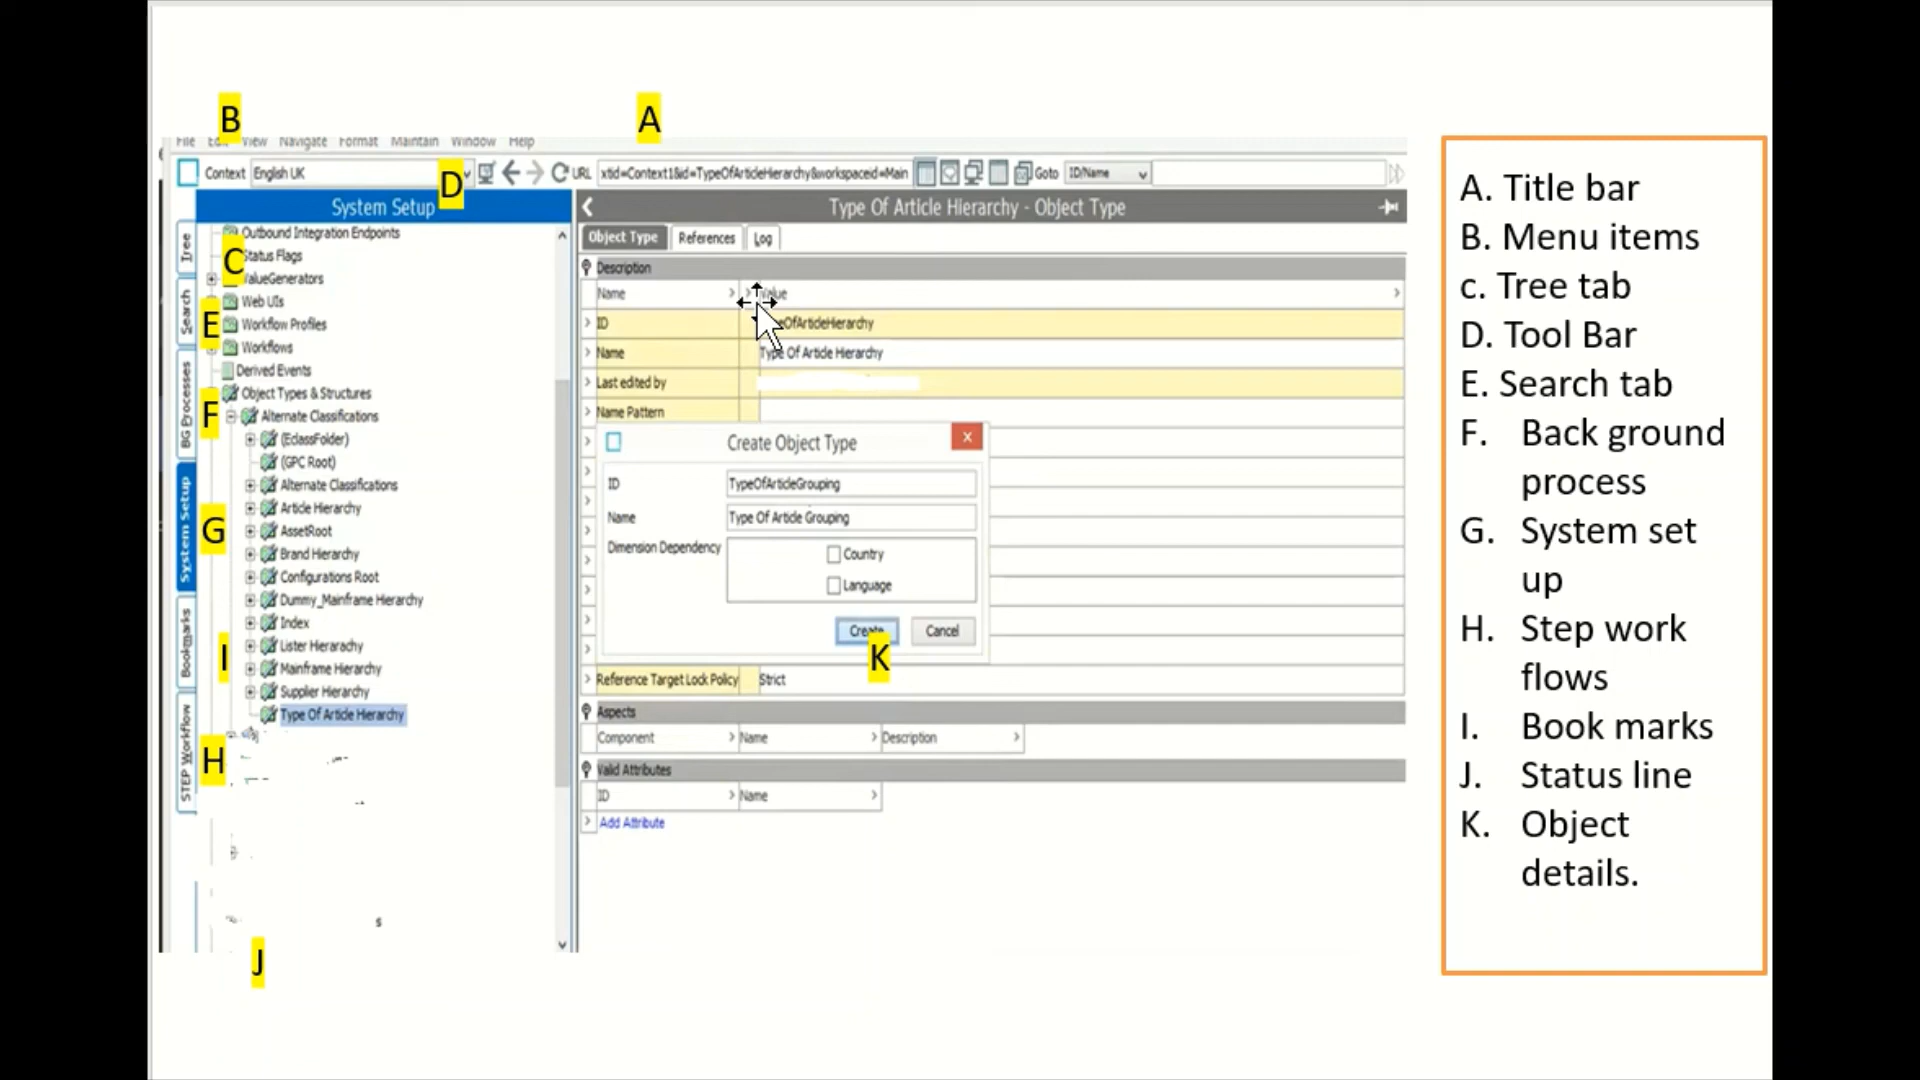 B
A
File Edit View Navigate Format Maintain Window Help
Context English UK
D
URL xtid=Context1&id=TypeOfArticleHierarchy&workspaceid=Main Goto ID/Name
System Setup
Type Of Article Hierarchy - Object Type
Tree
Search
BG Processes
System Setup
Bookmarks
STEP Workflow
Outbound Integration Endpoints
C
Status Flags
ValueGenerators
Web UIs
E
Workflow Profiles
Workflows
Derived Events
Object Types & Structures
F
Alternate Classifications
(EclassFolder)
(GPC Root)
Alternate Classifications
Article Hierarchy
G
AssetRoot
Brand Hierarchy
Configurations Root
Dummy_Mainframe Hierarchy
Index
Lister Hierarachy
I
Mainframe Hierarchy
Supplier Hierarchy
Type Of Article Hierarchy
H
s
J
Object Type References Log
Description
Name Value
ID
Name Type Of Article Hierarchy
Last edited by
Name Pattern
Create Object Type
x
ID TypeOfArticleGrouping
Name Type Of Article Grouping
Dimension Dependency
Country
Language
Create Cancel
K
Reference Target Lock Policy Strict
Aspects
Component Name Description
Valid Attributes
ID Name
Add Attribute
A. Title bar
B. Menu items
c. Tree tab
D. Tool Bar
E. Search tab
F. Back ground
process
G. System set
up
H. Step work
flows
I. Book marks
J. Status line
K. Object
details.